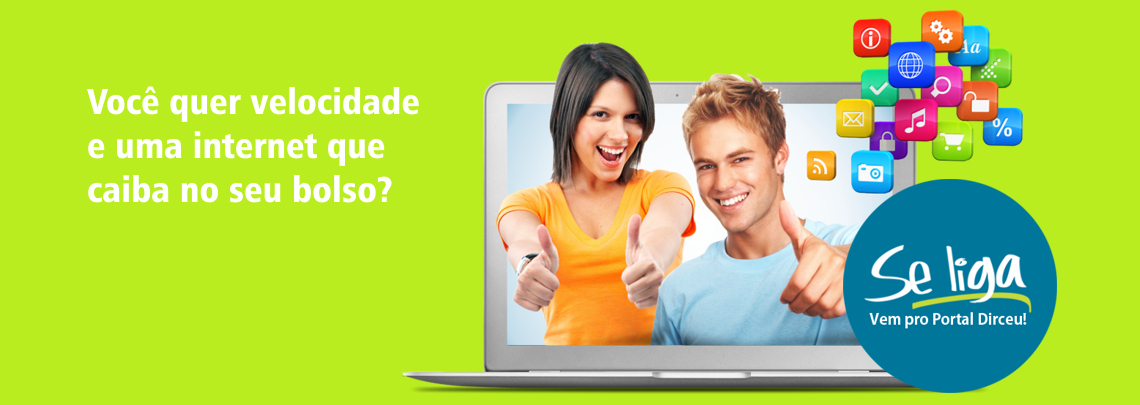 Você quer velocidade
e uma internet que
caiba no seu bolso?
Aa
%
Se liga
Vem pro Portal Dirceu!